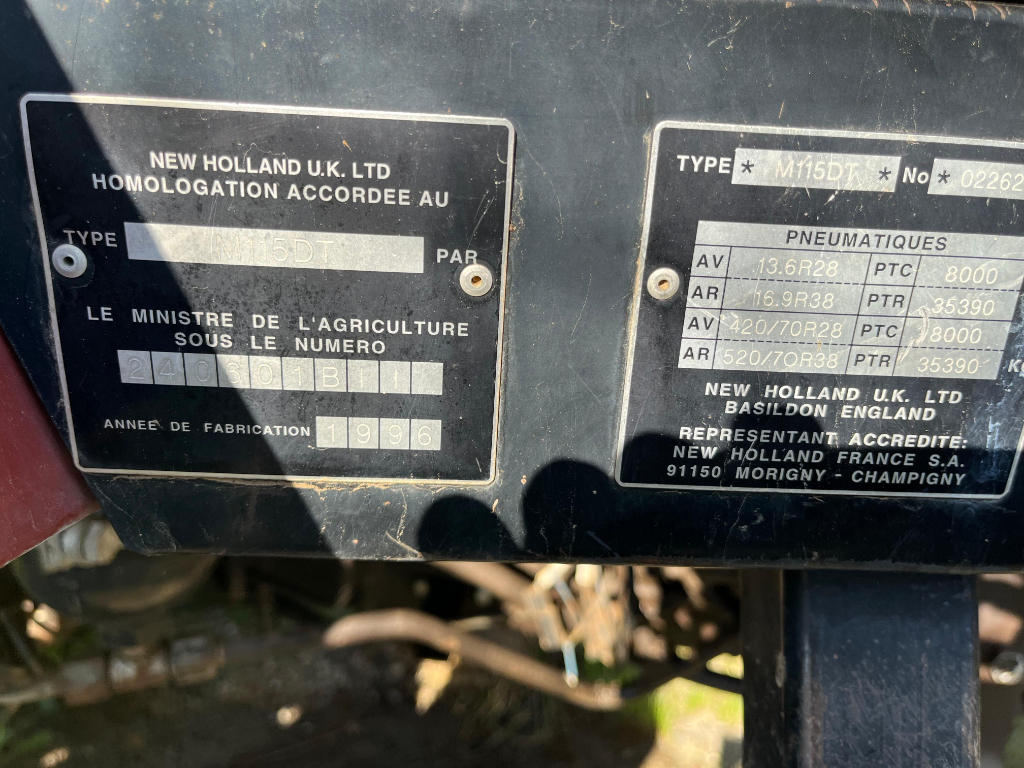 NEW HOLLAND U.K. LTD
HOMOLOGATION ACCORDEE AU
TYPE M115DT PAR
LE MINISTRE DE L'AGRICULTURE
SOUS LE NUMERO
240601BII
ANNEE DE FABRICATION 1996
TYPE * M115DT * No * 02262
PNEUMATIQUES
AV 13.6R28 PTC 8000
AR 16.9R38 PTR 35390
AV 420/70R28 PTC 8000
AR 520/70R38 PTR 35390 K
NEW HOLLAND U.K. LTD
BASILDON ENGLAND
REPRESENTANT ACCREDITE:
NEW HOLLAND FRANCE S.A.
91150 MORIGNY - CHAMPIGNY